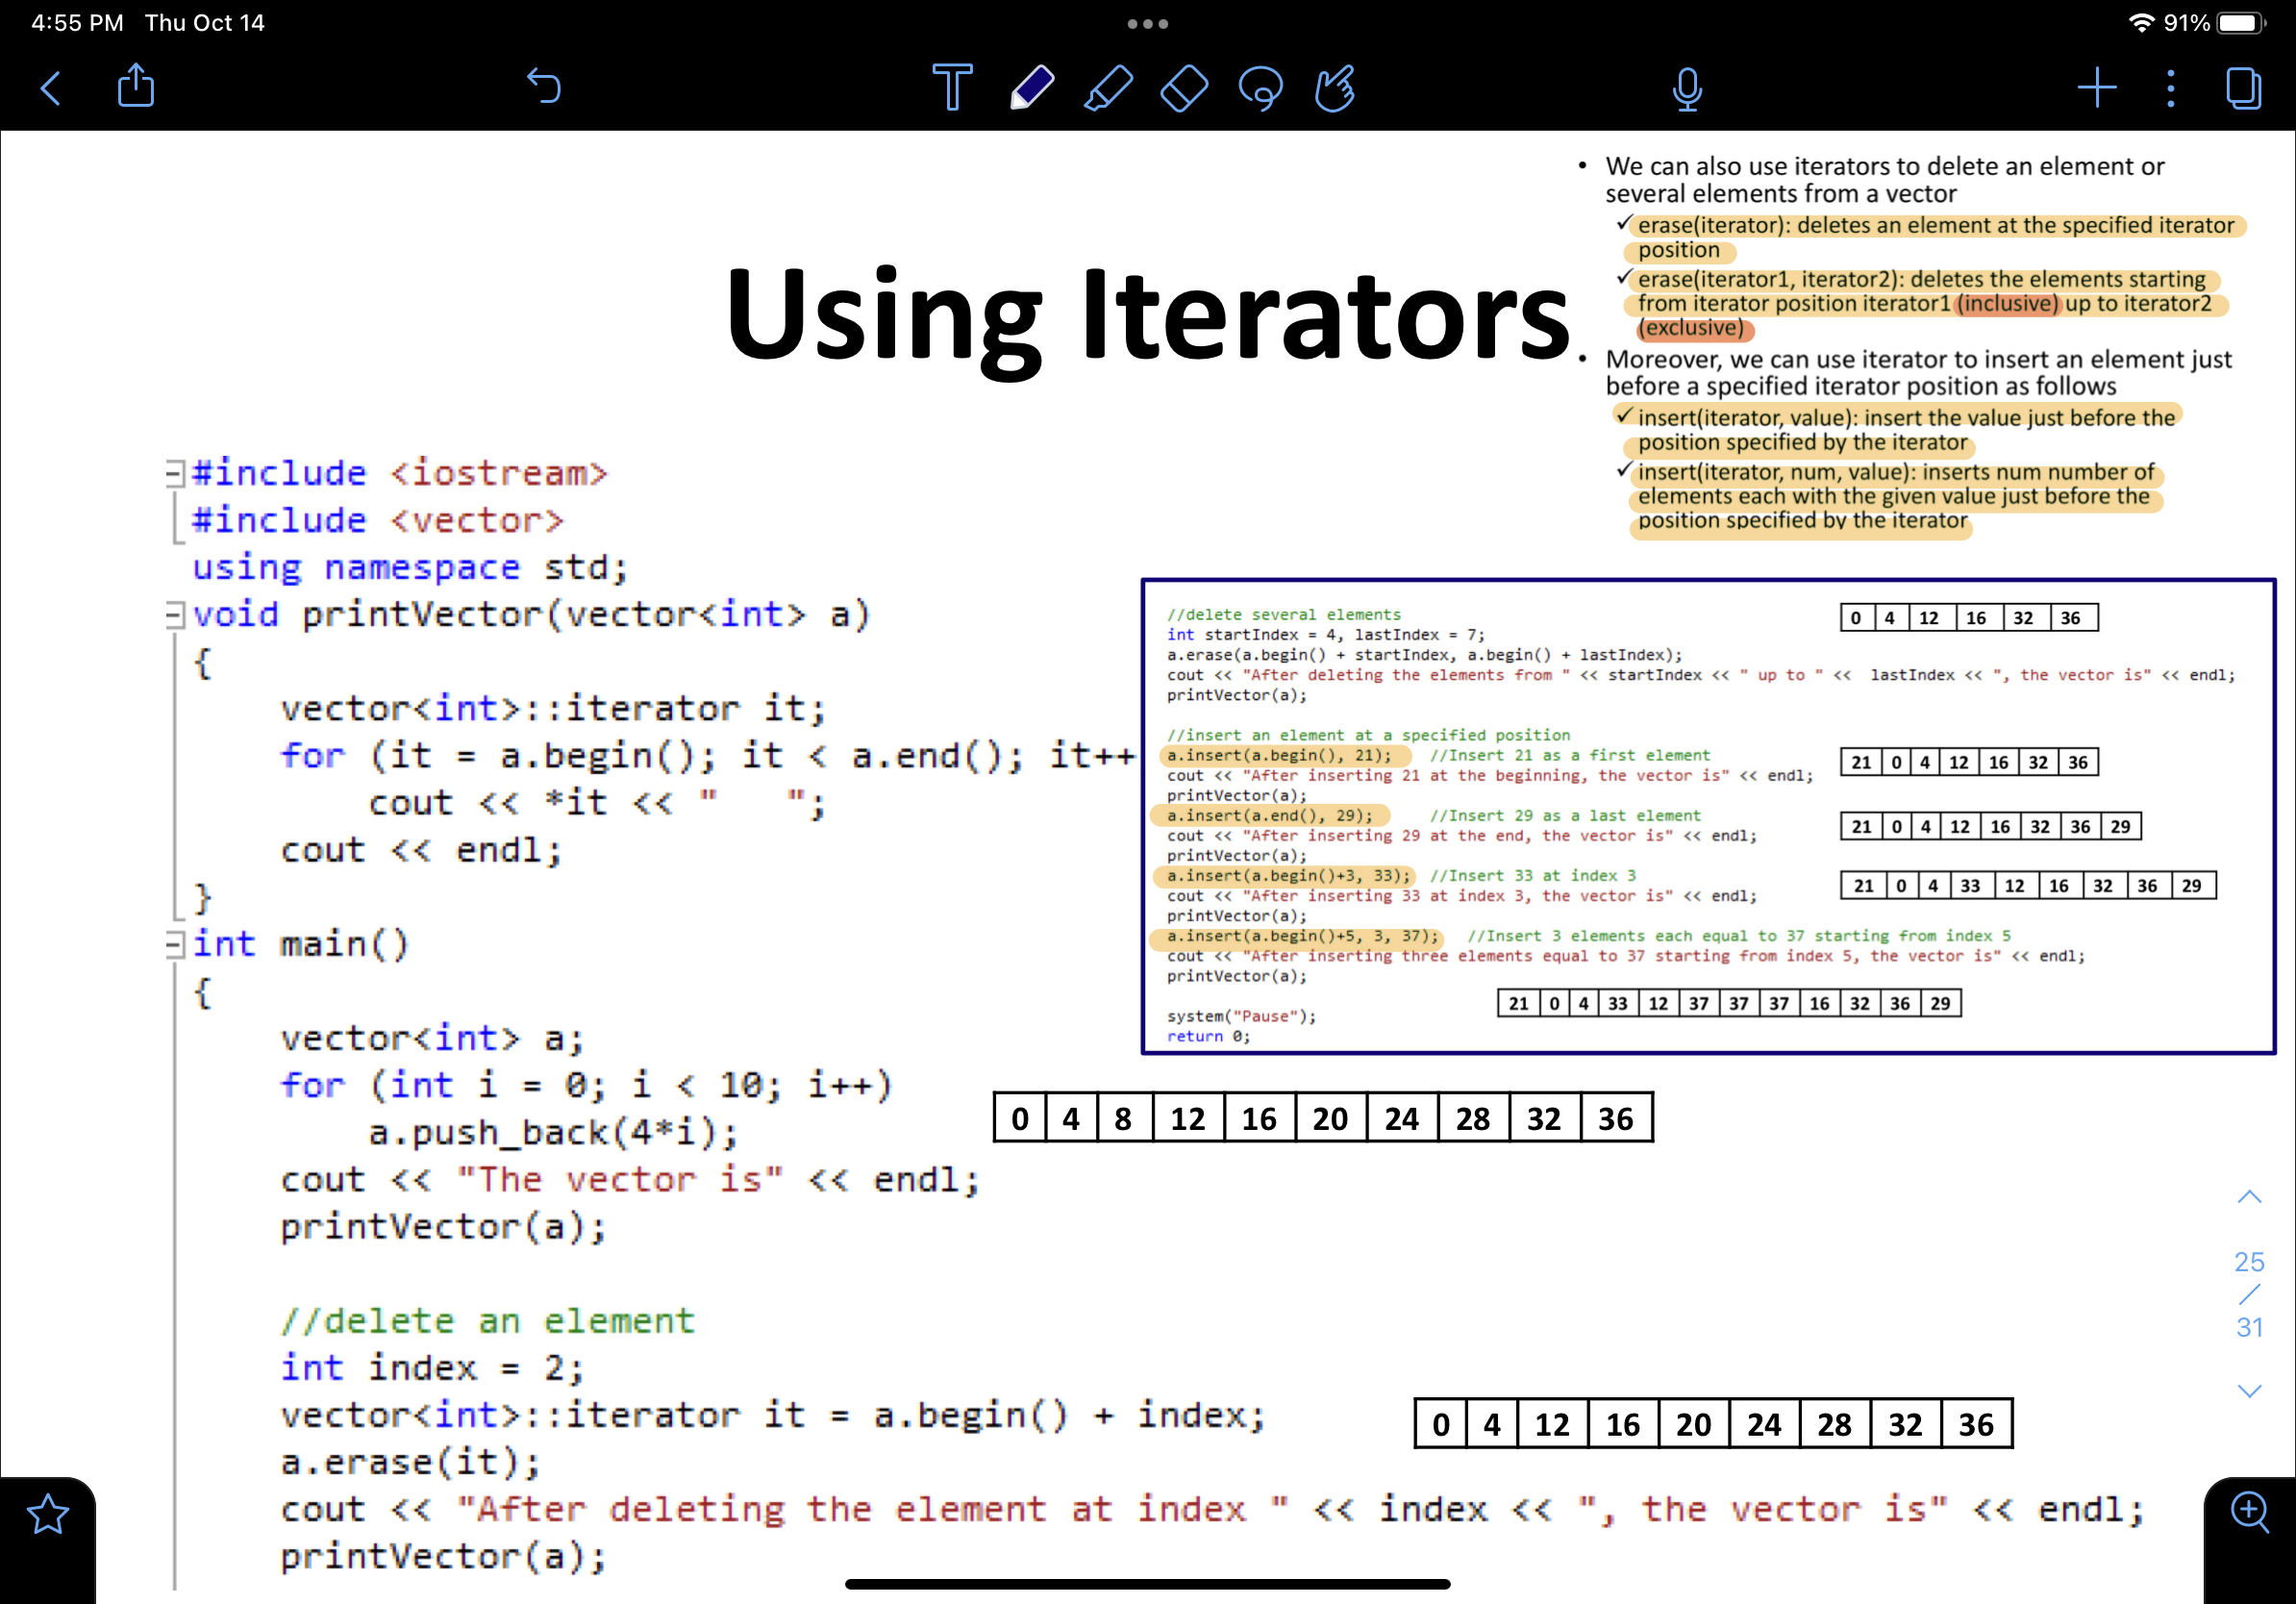 4:55 PM Thu Oct 14
91%
T
• We can also use iterators to delete an element or
several elements from a vector
✓ erase(iterator): deletes an element at the specified iterator
position
✓ erase(iterator1, iterator2): deletes the elements starting
from iterator position iterator1 (inclusive) up to iterator2
(exclusive)
• Moreover, we can use iterator to insert an element just
before a specified iterator position as follows
✓ insert(iterator, value): insert the value just before the
position specified by the iterator
✓ insert(iterator, num, value): inserts num number of
elements each with the given value just before the
position specified by the iterator
Using Iterators
#include <iostream>
#include <vector>
using namespace std;
void printVector(vector<int> a)
{
vector<int>::iterator it;
for (it = a.begin(); it < a.end(); it++
cout << *it << "   ";
cout << endl;
}
int main()
{
vector<int> a;
for (int i = 0; i < 10; i++)
a.push_back(4*i);
cout << "The vector is" << endl;
printVector(a);
0 4 8 12 16 20 24 28 32 36
//delete an element
int index = 2;
vector<int>::iterator it = a.begin() + index;
a.erase(it);
cout << "After deleting the element at index " << index << ", the vector is" << endl;
printVector(a);
0 4 12 16 20 24 28 32 36
//delete several elements
int startIndex = 4, lastIndex = 7;
a.erase(a.begin() + startIndex, a.begin() + lastIndex);
cout << "After deleting the elements from " << startIndex << " up to " <<  lastIndex << ", the vector is" << endl;
printVector(a);
0 4 12 16 32 36
//insert an element at a specified position
a.insert(a.begin(), 21); //Insert 21 as a first element
cout << "After inserting 21 at the beginning, the vector is" << endl;
printVector(a);
21 0 4 12 16 32 36
a.insert(a.end(), 29); //Insert 29 as a last element
cout << "After inserting 29 at the end, the vector is" << endl;
printVector(a);
21 0 4 12 16 32 36 29
a.insert(a.begin()+3, 33); //Insert 33 at index 3
cout << "After inserting 33 at index 3, the vector is" << endl;
printVector(a);
21 0 4 33 12 16 32 36 29
a.insert(a.begin()+5, 3, 37); //Insert 3 elements each equal to 37 starting from index 5
cout << "After inserting three elements equal to 37 starting from index 5, the vector is" << endl;
printVector(a);
21 0 4 33 12 37 37 37 16 32 36 29
system("Pause");
return 0;
25
/
31